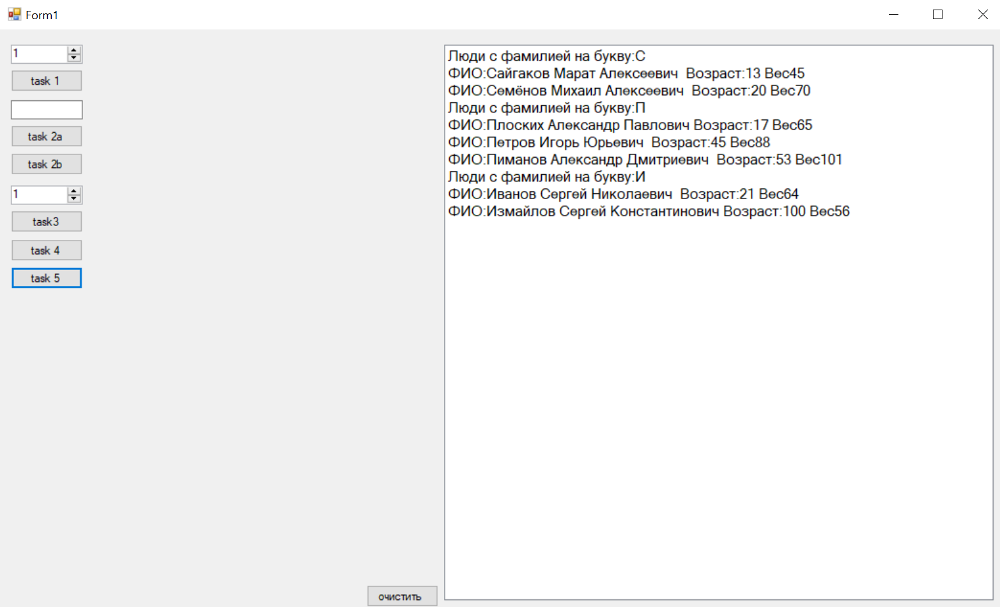 Form1
1
task 1
task 2a
task 2b
1
task3
task 4
task 5
Люди с фамилией на букву:С
ФИО:Сайгаков Марат Алексеевич  Возраст:13 Вес45
ФИО:Семёнов Михаил Алексеевич  Возраст:20 Вес70
Люди с фамилией на букву:П
ФИО:Плоских Александр Павлович Возраст:17 Вес65
ФИО:Петров Игорь Юрьевич  Возраст:45 Вес88
ФИО:Пиманов Александр Дмитриевич  Возраст:53 Вес101
Люди с фамилией на букву:И
ФИО:Иванов Сергей Николаевич  Возраст:21 Вес64
ФИО:Измайлов Сергей Константинович Возраст:100 Вес56
очистить